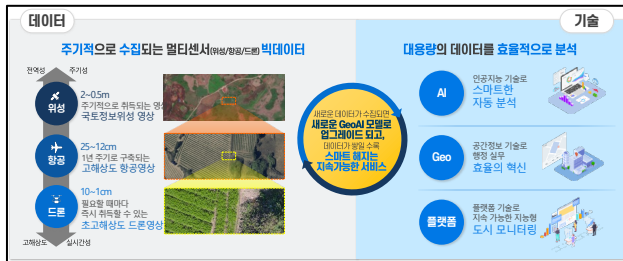 데이터
기술
주기적으로 수집되는 멀티센서(위성/항공/드론) 빅데이터
대용량의 데이터를 효율적으로 분석
전역성
주기성
위성
2~0.5m
주기적으로 취득되는 영상
국토정보위성 영상
항공
25~12cm
1년 주기로 구축되는
고해상도 항공영상
드론
10~1cm
필요할 때마다
즉시 취득할 수 있는
초고해상도 드론영상
고해상도
실시간성
새로운 데이터가 수집되면
새로운 GeoAI 모델로
업그레이드 되고,
데이터가 쌓일 수록
스마트 해지는
지속가능한 서비스
AI
인공지능 기술로
스마트한
자동 분석
Geo
공간정보 기술로
행정 실무
효율의 혁신
플랫폼
플랫폼 기술로
지속 가능한 지능형
도시 모니터링